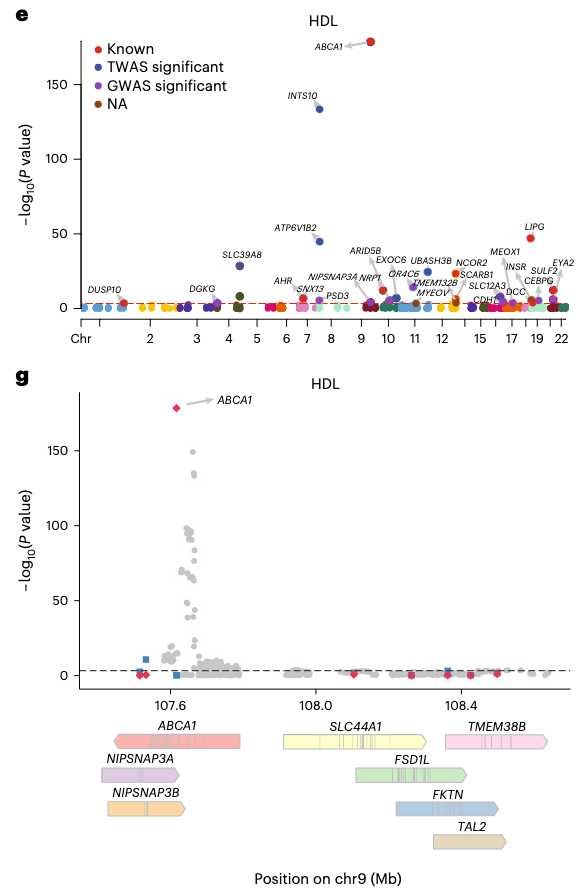 e
HDL
ABCA1
Known
TWAS significant
GWAS significant
NA
INTS10
ATP6V1B2
LIPG
SLC39A8
ARID5B
EXOC6
UBASH3B
NCOR2
MEOX1
INSR
EYA2
SULF2
DUSP10
DGKG
AHR
SNX13
NIPSNAP3A
PSD3
NRP1
OR4C6
TMEM132B
MYEOV
SCARB1
SLC12A3
CDH1
DCC
CEBPG
150
100
50
0
−log10(P value)
Chr 2 3 4 5 6 7 8 9 10 11 12 15 17 19 22
g
HDL
ABCA1
150
100
50
0
−log10(P value)
107.6 108.0 108.4
ABCA1 SLC44A1 TMEM38B
NIPSNAP3A FSD1L
NIPSNAP3B FKTN
TAL2
Position on chr9 (Mb)